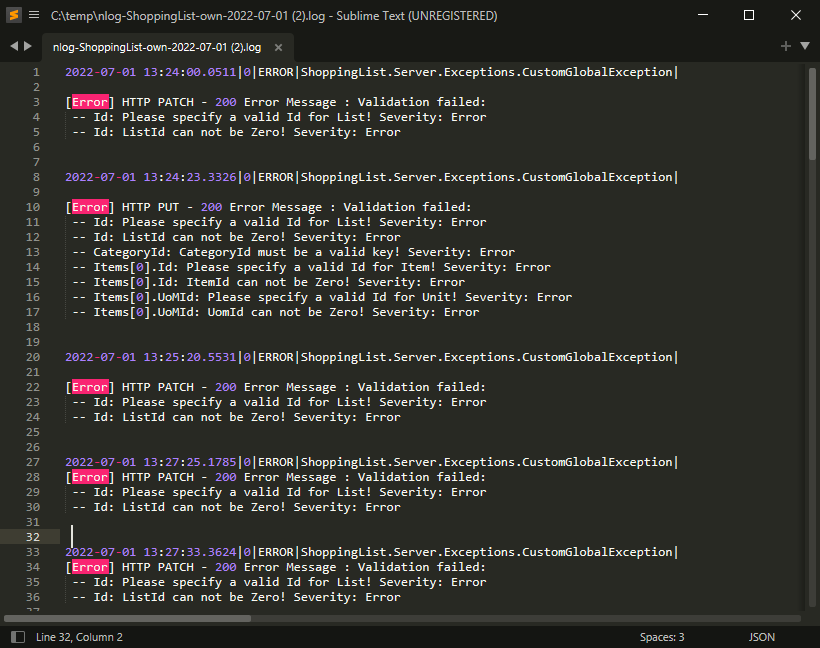 C:\temp\nlog-ShoppingList-own-2022-07-01 (2).log - Sublime Text (UNREGISTERED)
nlog-ShoppingList-own-2022-07-01 (2).log
1 2022-07-01 13:24:00.0511|0|ERROR|ShoppingList.Server.Exceptions.CustomGlobalException|
2
3 [Error] HTTP PATCH - 200 Error Message : Validation failed:
4 -- Id: Please specify a valid Id for List! Severity: Error
5 -- Id: ListId can not be Zero! Severity: Error
6
7
8 2022-07-01 13:24:23.3326|0|ERROR|ShoppingList.Server.Exceptions.CustomGlobalException|
9
10 [Error] HTTP PUT - 200 Error Message : Validation failed:
11 -- Id: Please specify a valid Id for List! Severity: Error
12 -- Id: ListId can not be Zero! Severity: Error
13 -- CategoryId: CategoryId must be a valid key! Severity: Error
14 -- Items[0].Id: Please specify a valid Id for Item! Severity: Error
15 -- Items[0].Id: ItemId can not be Zero! Severity: Error
16 -- Items[0].UoMId: Please specify a valid Id for Unit! Severity: Error
17 -- Items[0].UoMId: UomId can not be Zero! Severity: Error
18
19
20 2022-07-01 13:25:20.5531|0|ERROR|ShoppingList.Server.Exceptions.CustomGlobalException|
21
22 [Error] HTTP PATCH - 200 Error Message : Validation failed:
23 -- Id: Please specify a valid Id for List! Severity: Error
24 -- Id: ListId can not be Zero! Severity: Error
25
26
27 2022-07-01 13:27:25.1785|0|ERROR|ShoppingList.Server.Exceptions.CustomGlobalException|
28 [Error] HTTP PATCH - 200 Error Message : Validation failed:
29 -- Id: Please specify a valid Id for List! Severity: Error
30 -- Id: ListId can not be Zero! Severity: Error
31
32
33 2022-07-01 13:27:33.3624|0|ERROR|ShoppingList.Server.Exceptions.CustomGlobalException|
34 [Error] HTTP PATCH - 200 Error Message : Validation failed:
35 -- Id: Please specify a valid Id for List! Severity: Error
36 -- Id: ListId can not be Zero! Severity: Error
37
Line 32, Column 2 Spaces: 3 JSON